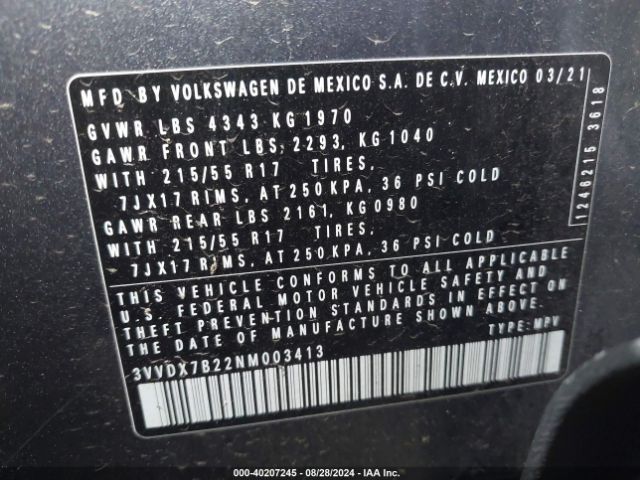 MFD BY VOLKSWAGEN DE MEXICO S.A. DE C.V. MEXICO 03/21
GVWR LBS 4343 KG 1970
GAWR FRONT LBS, 2293, KG 1040
WITH 215/55 R17 TIRES,
7JX17 RIMS, AT 250 KPA, 36 PSI COLD
GAWR REAR LBS 2161, KG 0980
WITH 215/55 R17 TIRES,
7JX17 RIMS, AT 250 KPA, 36 PSI COLD
THIS VEHICLE CONFORMS TO ALL APPLICABLE
U.S. FEDERAL MOTOR VEHICLE SAFETY AND
THEFT PREVENTION STANDARDS IN EFFECT ON
THE DATE OF MANUFACTURE SHOWN ABOVE.
3VVDX7B22NM003413 TYPE: MPV
1246215 3618
000-40207245 - 08/28/2024 - IAA Inc.